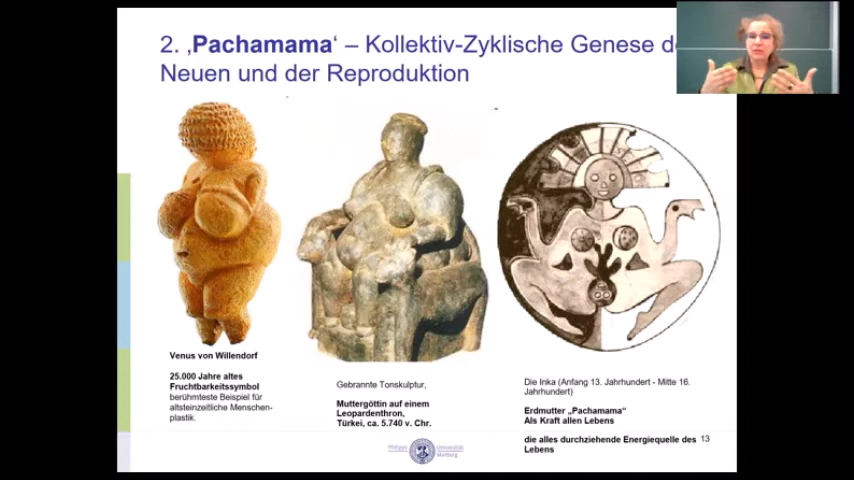 2. ‚Pachamama‘ – Kollektiv-Zyklische Genese de
Neuen und der Reproduktion
Venus von Willendorf
25.000 Jahre altes
Fruchtbarkeitssymbol
berühmteste Beispiel für
altsteinzeitliche Menschen-
plastik.
Gebrannte Tonskulptur,
Muttergöttin auf einem
Leopardenthron,
Türkei, ca. 5.740 v. Chr.
Die Inka (Anfang 13. Jahrhundert - Mitte 16.
Jahrhundert)
Erdmutter „Pachamama“
Als Kraft allen Lebens
die alles durchziehende Energiequelle des
Lebens
13
Philipps Universität
Marburg